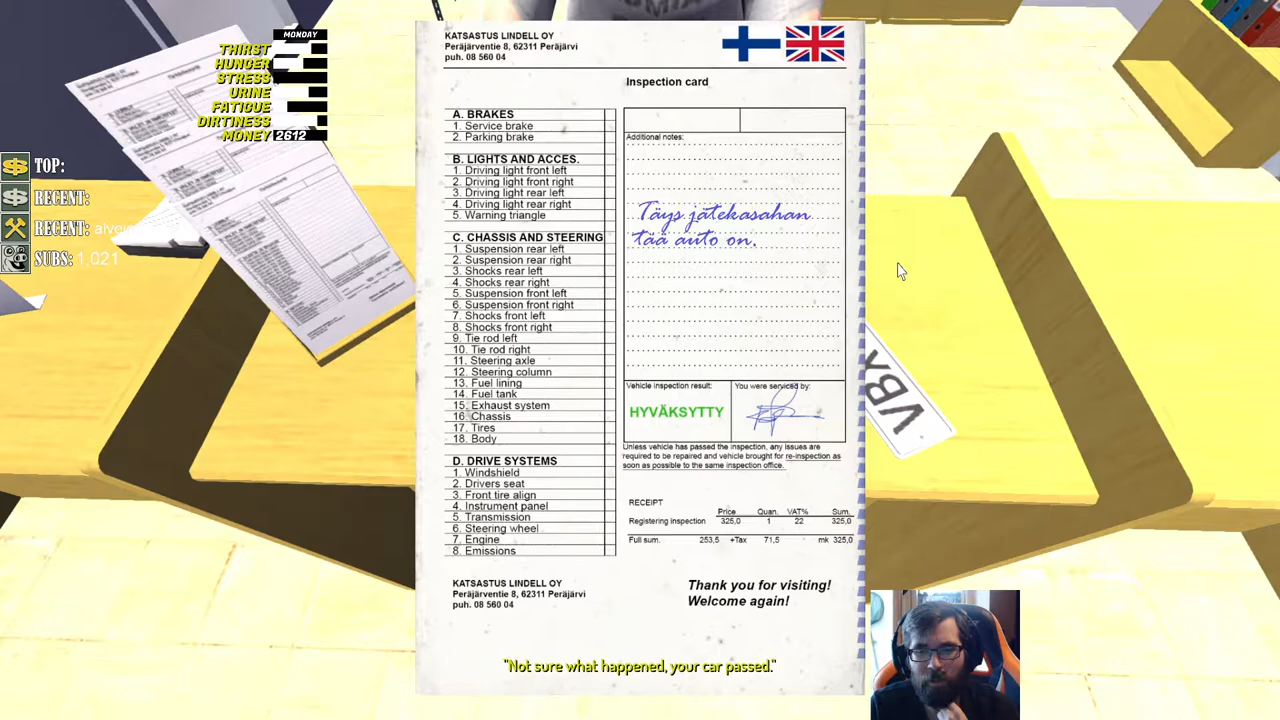 MONDAY
THIRST
HUNGER
STRESS
URINE
FATIGUE
DIRTINESS
MONEY 2612
TOP:
RECENT:
RECENT:
SUBS: 1,021
KATSASTUS LINDELL OY
Peräjärventie 8, 62311 Peräjärvi
puh. 08 560 04
Inspection card
A. BRAKES
1. Service brake
2. Parking brake
B. LIGHTS AND ACCES.
1. Driving light front left
2. Driving light front right
3. Driving light rear left
4. Driving light rear right
5. Warning triangle
C. CHASSIS AND STEERING
1. Suspension rear left
2. Suspension rear right
3. Shocks rear left
4. Shocks rear right
5. Suspension front left
6. Suspension front right
7. Shocks front left
8. Shocks front right
9. Tie rod left
10. Tie rod right
11. Steering axle
12. Steering column
13. Fuel lining
14. Fuel tank
15. Exhaust system
16. Chassis
17. Tires
18. Body
D. DRIVE SYSTEMS
1. Windshield
2. Drivers seat
3. Front tire align
4. Instrument panel
5. Transmission
6. Steering wheel
7. Engine
8. Emissions
Additional notes:
Täys jätekasahan
tää auto on.
Vehicle inspection result:
HYVÄKSYTTY
You were serviced by:
Unless vehicle has passed the inspection, any issues are
required to be repaired and vehicle brought for re-inspection as
soon as possible to the same inspection office.
RECEIPT
Price Quan. VAT% Sum.
Registering inspection 325,0 1 22 325,0
Full sum. 253,5 +Tax 71,5 mk 325,0
KATSASTUS LINDELL OY
Peräjärventie 8, 62311 Peräjärvi
puh. 08 560 04
Thank you for visiting!
Welcome again!
VBX
"Not sure what happened, your car passed."